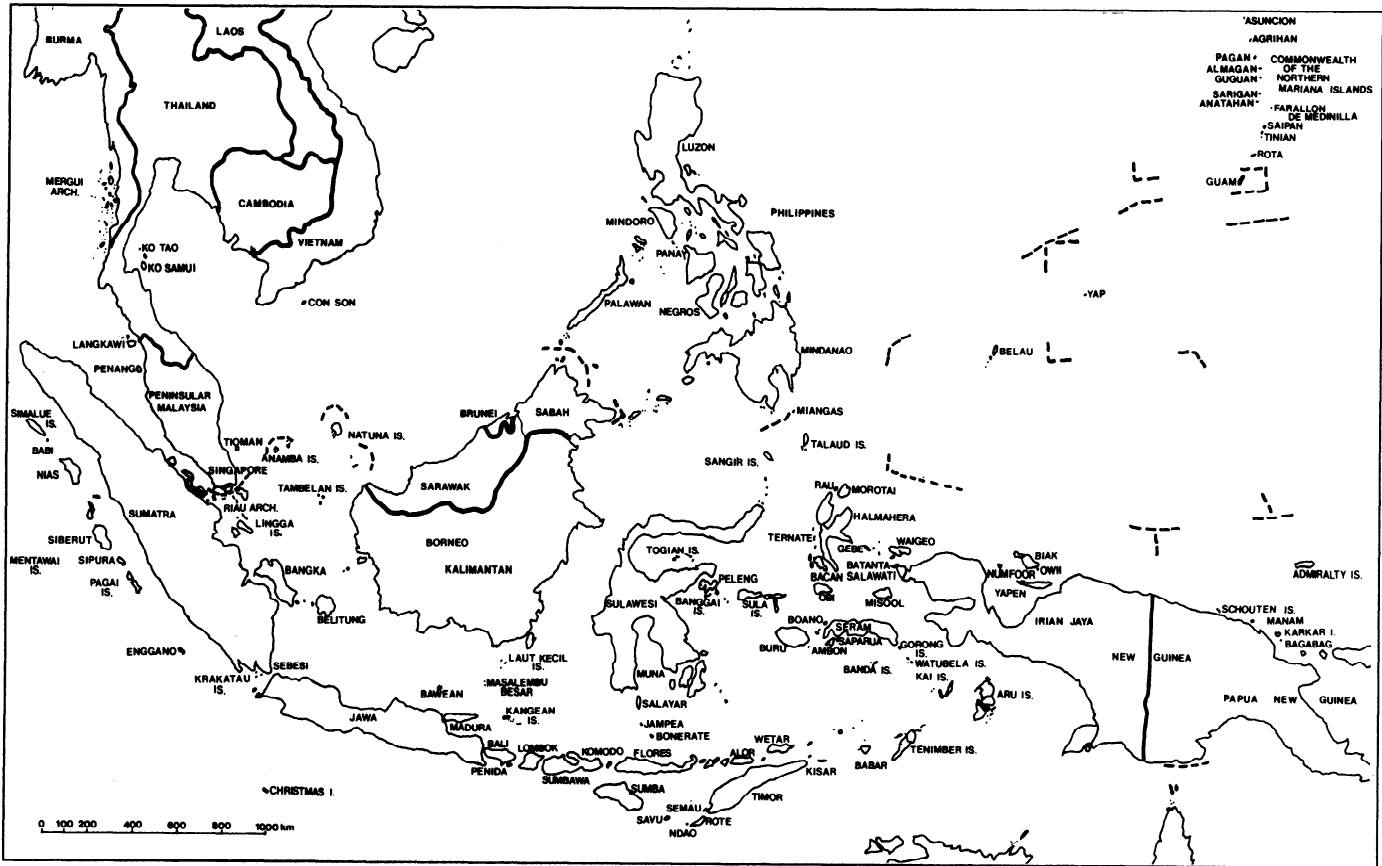 BURMA
LAOS
THAILAND
MERGUI
ARCH.
CAMBODIA
VIETNAM
KO TAO
KO SAMUI
CON SON
LANGKAWI
PENANG
PENINSULAR
MALAYSIA
SIMALUE
IS.
BABI
NIAS
TIOMAN
ANAMBA IS.
NATUNA IS.
SINGAPORE
TAMBELAN IS.
RIAU ARCH.
LINGGA
IS.
SUMATRA
SIBERUT
MENTAWAI
IS.
SIPURA
PAGAI
IS.
BANGKA
BELITUNG
ENGGANO
KRAKATAU
IS.
SEBESI
JAWA
CHRISTMAS I.
0 100 200 400 600 800 1000 km
LUZON
MINDORO
PHILIPPINES
PANAY
PALAWAN
NEGROS
MINDANAO
BRUNEI
SABAH
SARAWAK
BORNEO
KALIMANTAN
MIANGAS
TALAUD IS.
SANGIR IS.
RAU
MOROTAI
HALMAHERA
TERNATE
GEBE
WAIGEO
BATANTA
BACAN
SALAWATI
OBI
MISOOL
TOGIAN IS.
PELENG
BANGGAI
IS.
SULA
IS.
SULAWESI
BOANO
SERAM
SAPARUA
BURU
AMBON
GORONG
IS.
BANDA IS.
WATUBELA IS.
KAI IS.
ARU IS.
MUNA
SALAYAR
JAMPEA
BONERATE
LAUT KECIL
IS.
MASALEMBU
BESAR
BAWEAN
KANGEAN
IS.
MADURA
BALI
PENIDA
LOMBOK
SUMBAWA
KOMODO
FLORES
SUMBA
ALOR
WETAR
KISAR
BABAR
TENIMBER IS.
TIMOR
SEMAU
SAVU
ROTE
NDAO
NUMFOOR
BIAK
OWII
YAPEN
IRIAN JAYA
NEW GUINEA
PAPUA NEW GUINEA
ADMIRALTY IS.
SCHOUTEN IS.
MANAM
KARKAR I.
BAGABAG
YAP
BELAU
ASUNCION
AGRIHAN
PAGAN
ALMAGAN
GUGUAN
SARIGAN
ANATAHAN
COMMONWEALTH
OF THE
NORTHERN
MARIANA ISLANDS
FARALLON
DE MEDINILLA
SAIPAN
TINIAN
ROTA
GUAM